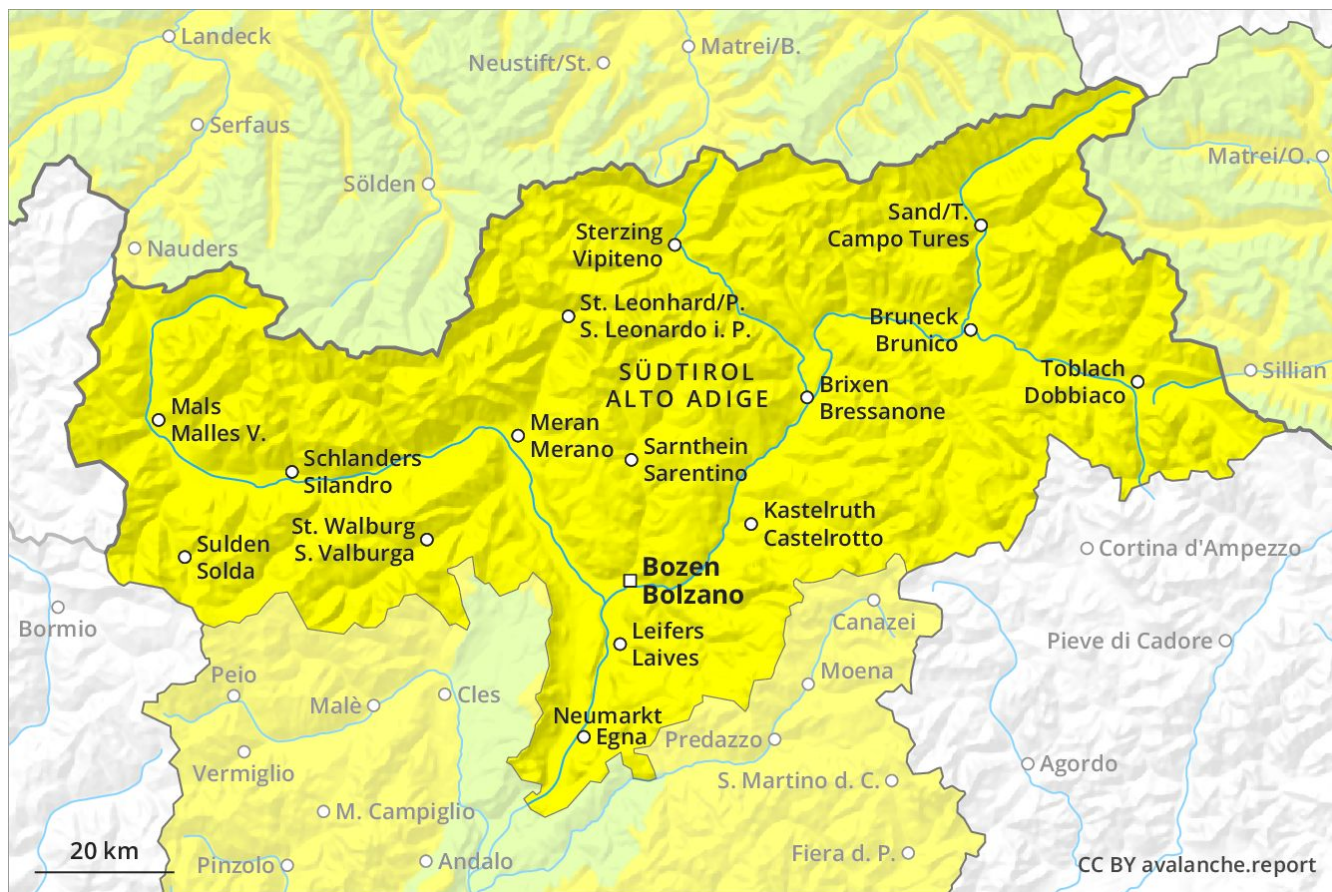 Landeck
Matrei/B.
Neustift/St.
Serfaus
Matrei/O.
Sölden
Nauders
Sand/T.
Campo Tures
Sterzing
Vipiteno
St. Leonhard/P.
S. Leonardo i. P.
Bruneck
Brunico
Toblach
Dobbiaco
Sillian
SÜDTIROL
ALTO ADIGE
Brixen
Bressanone
Mals
Malles V.
Meran
Merano
Sarnthein
Sarentino
Schlanders
Silandro
Kastelruth
Castelrotto
St. Walburg
S. Valburga
Sulden
Solda
Cortina d'Ampezzo
Bozen
Bolzano
Bormio
Canazei
Leifers
Laives
Pieve di Cadore
Peio
Moena
Malè
Cles
Neumarkt
Egna
Predazzo
Vermiglio
Agordo
S. Martino d. C.
M. Campiglio
20 km
Pinzolo
Andalo
Fiera d. P.
CC BY avalanche.report